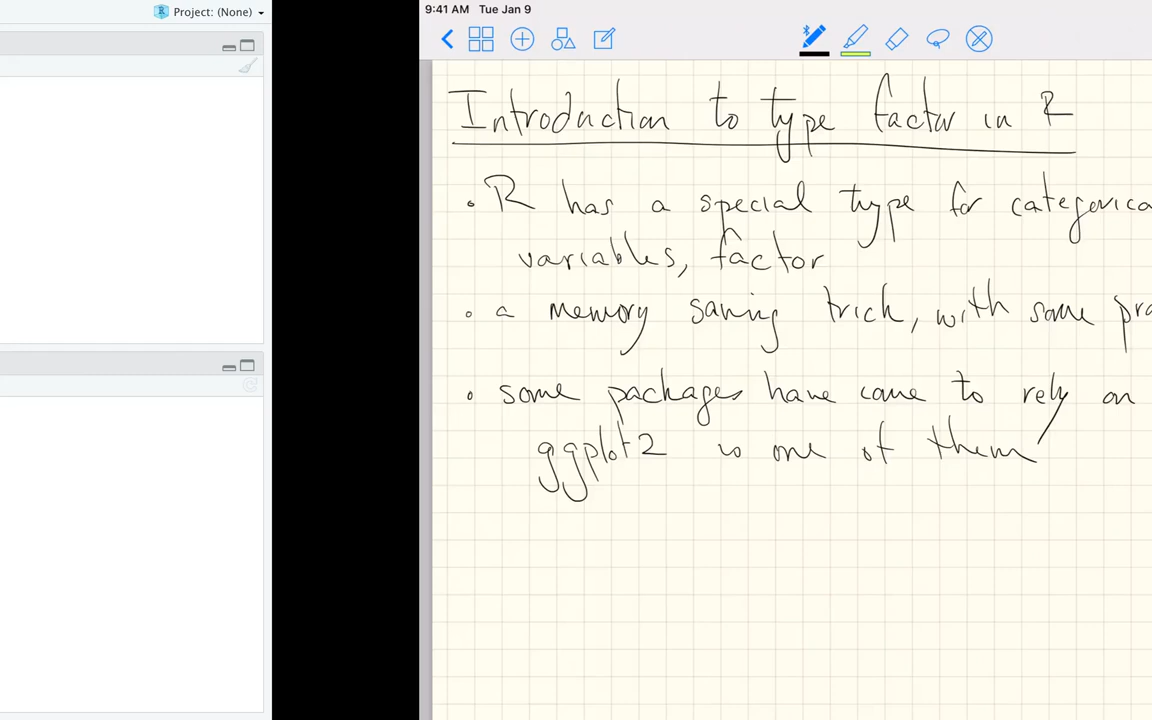 Project: (None)
9:41 AM Tue Jan 9
Introduction to type factor in R
• R has a special type for categorica
variables, factor
• a memory saving trick, with some pro
• some packages have come to rely on
ggplot2 is one of them